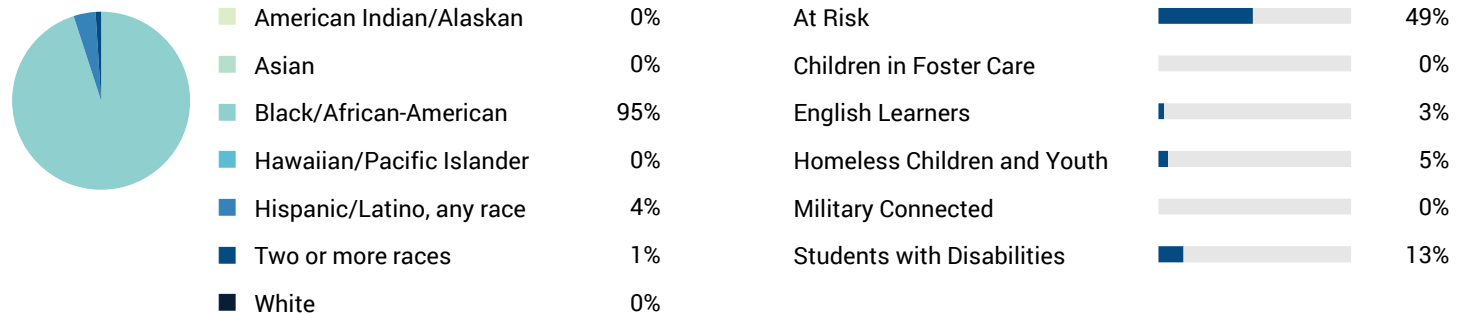 American Indian/Alaskan 0%
Asian 0%
Black/African-American 95%
Hawaiian/Pacific Islander 0%
Hispanic/Latino, any race 4%
Two or more races 1%
White 0%
At Risk 49%
Children in Foster Care 0%
English Learners 3%
Homeless Children and Youth 5%
Military Connected 0%
Students with Disabilities 13%